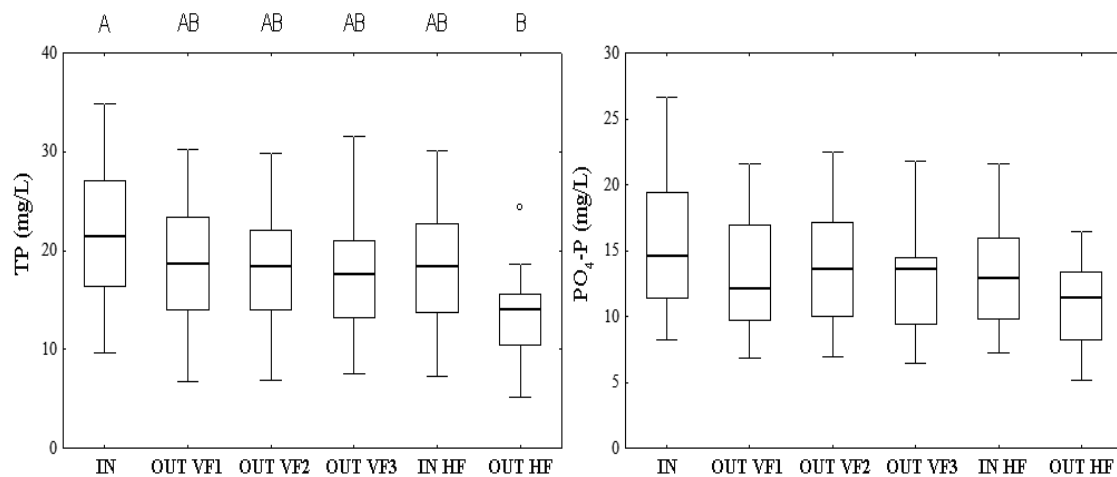 A AB AB AB AB B
TP (mg/L)
40
30
20
10
0
IN OUT VF1 OUT VF2 OUT VF3 IN HF OUT HF
PO₄-P (mg/L)
30
25
20
15
10
5
0
IN OUT VF1 OUT VF2 OUT VF3 IN HF OUT HF